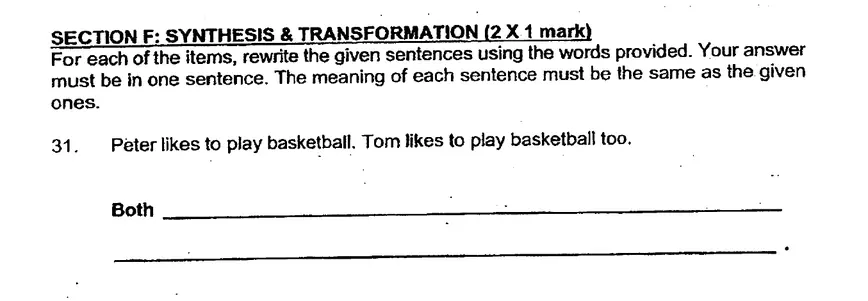 SECTION F: SYNTHESIS & TRANSFORMATION (2 X 1 mark)
For each of the items, rewrite the given sentences using the words provided. Your answer
must be in one sentence. The meaning of each sentence must be the same as the given
ones.
31. Peter likes to play basketball. Tom likes to play basketball too.
Both
.